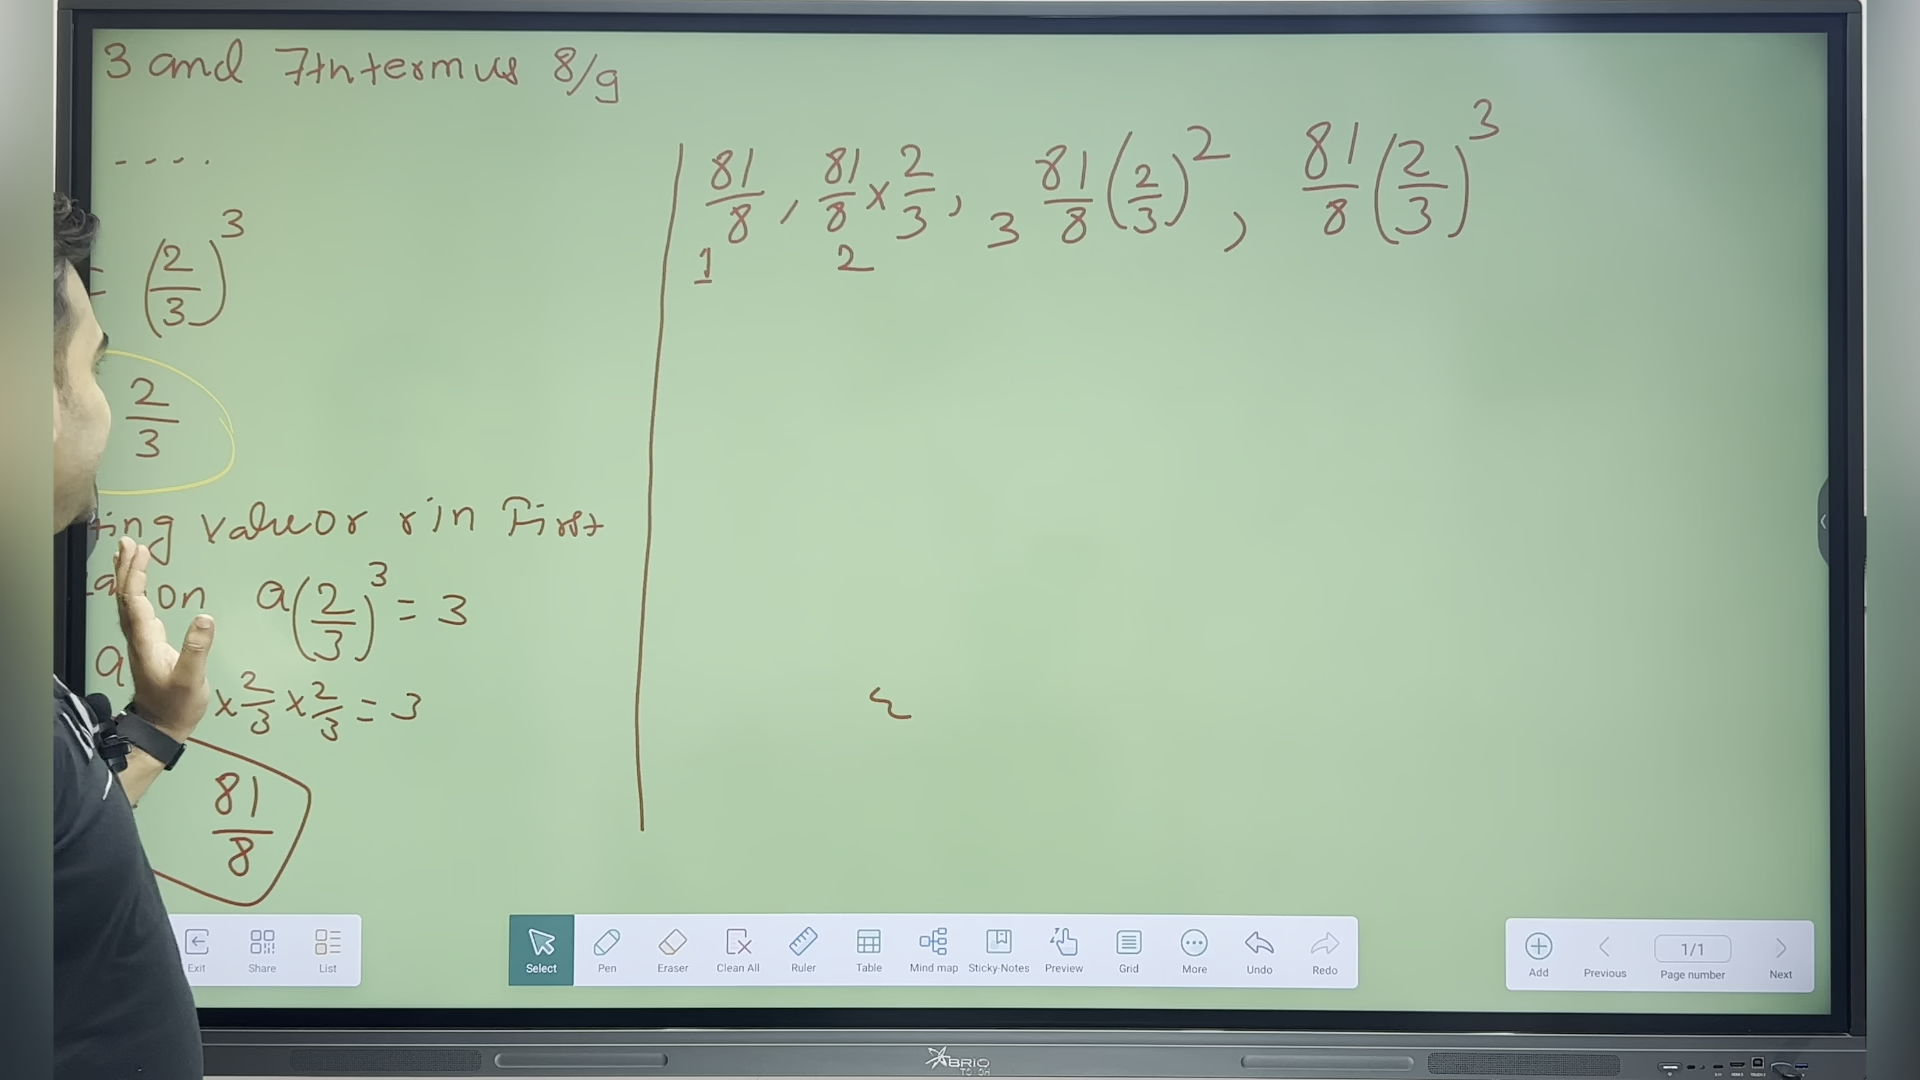 3 and 7th term us 8/9
....
= (2/3)^3
2/3
ting value or r in First
on a(2/3)^3 = 3
a × 2/3 × 2/3 = 3
81/8
81/8, 81/8 × 2/3, 81/8 (2/3)^2, 81/8 (2/3)^3
1 2 3
Exit Share List
Select Pen Eraser Clean All Ruler Table Mind map Sticky-Notes Preview Grid More Undo Redo
Add Previous 1/1 Page number Next
ABRIO